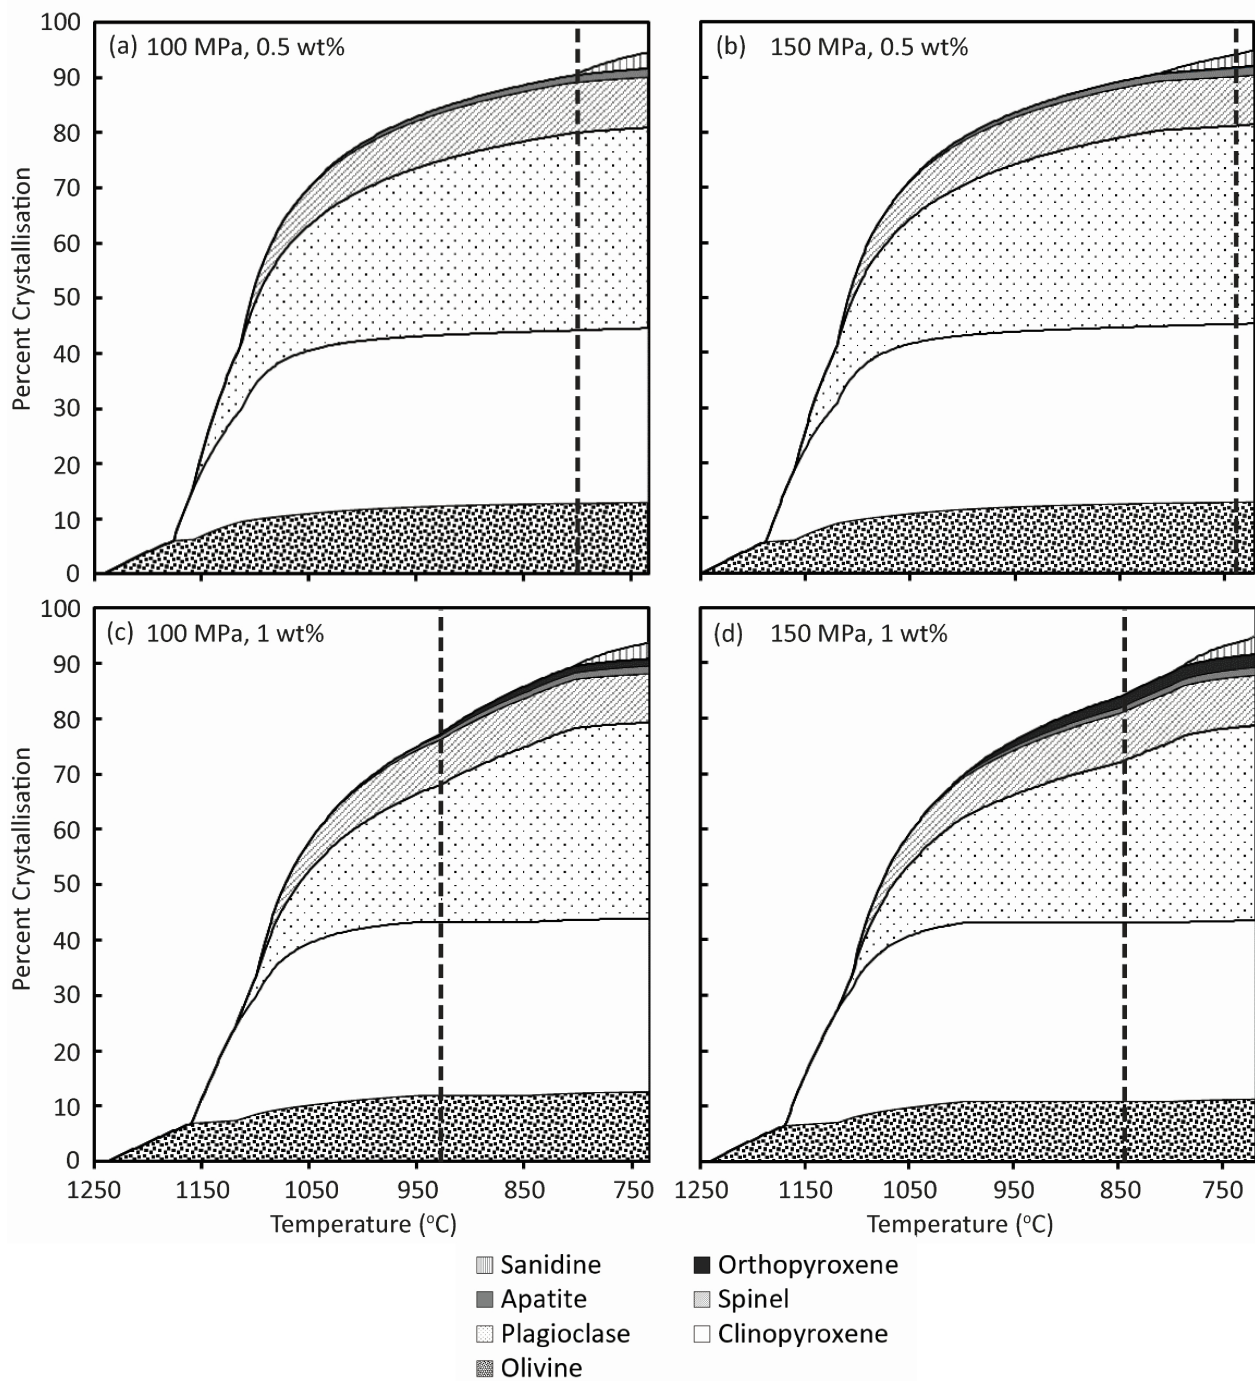 (a) 100 MPa, 0.5 wt%
(b) 150 MPa, 0.5 wt%
Percent Crystallisation
100
90
80
70
60
50
40
30
20
10
0
(c) 100 MPa, 1 wt%
(d) 150 MPa, 1 wt%
Percent Crystallisation
100
90
80
70
60
50
40
30
20
10
0
1250 1150 1050 950 850 750
1250 1150 1050 950 850 750
Temperature (°C)
Temperature (°C)
Sanidine
Orthopyroxene
Apatite
Spinel
Plagioclase
Clinopyroxene
Olivine